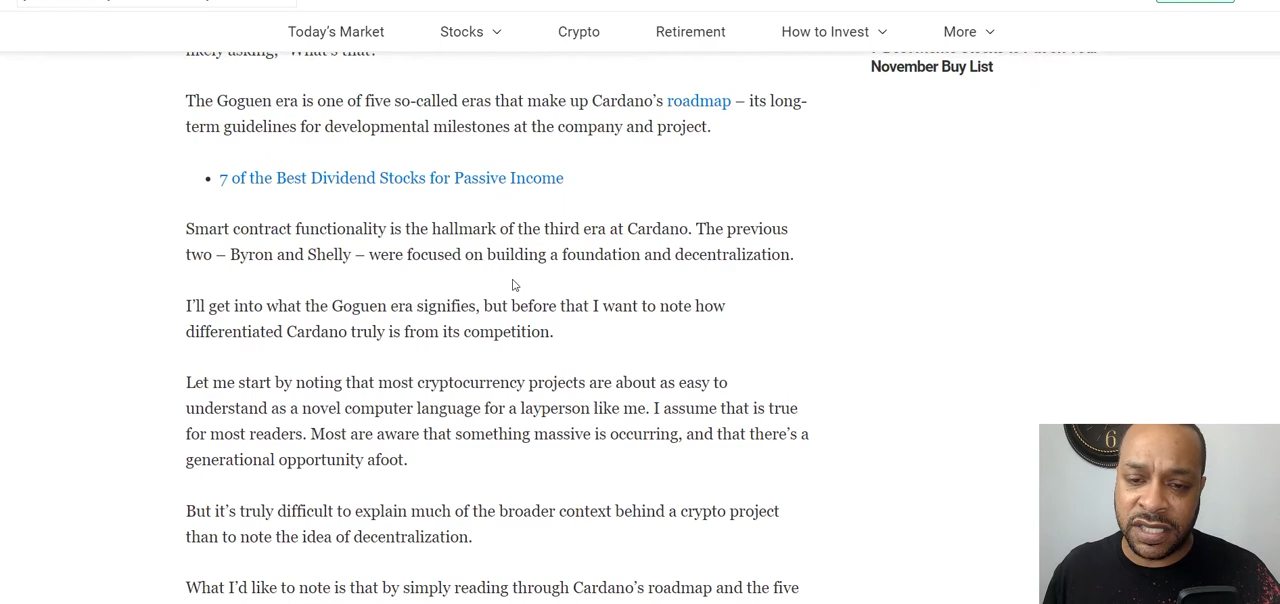 Today's Market Stocks Crypto Retirement How to Invest More
likely asking, "What's that?"
November Buy List
The Goguen era is one of five so-called eras that make up Cardano's roadmap – its long-
term guidelines for developmental milestones at the company and project.
• 7 of the Best Dividend Stocks for Passive Income
Smart contract functionality is the hallmark of the third era at Cardano. The previous
two – Byron and Shelly – were focused on building a foundation and decentralization.
I'll get into what the Goguen era signifies, but before that I want to note how
differentiated Cardano truly is from its competition.
Let me start by noting that most cryptocurrency projects are about as easy to
understand as a novel computer language for a layperson like me. I assume that is true
for most readers. Most are aware that something massive is occurring, and that there's a
generational opportunity afoot.
But it's truly difficult to explain much of the broader context behind a crypto project
than to note the idea of decentralization.
What I'd like to note is that by simply reading through Cardano's roadmap and the five
6